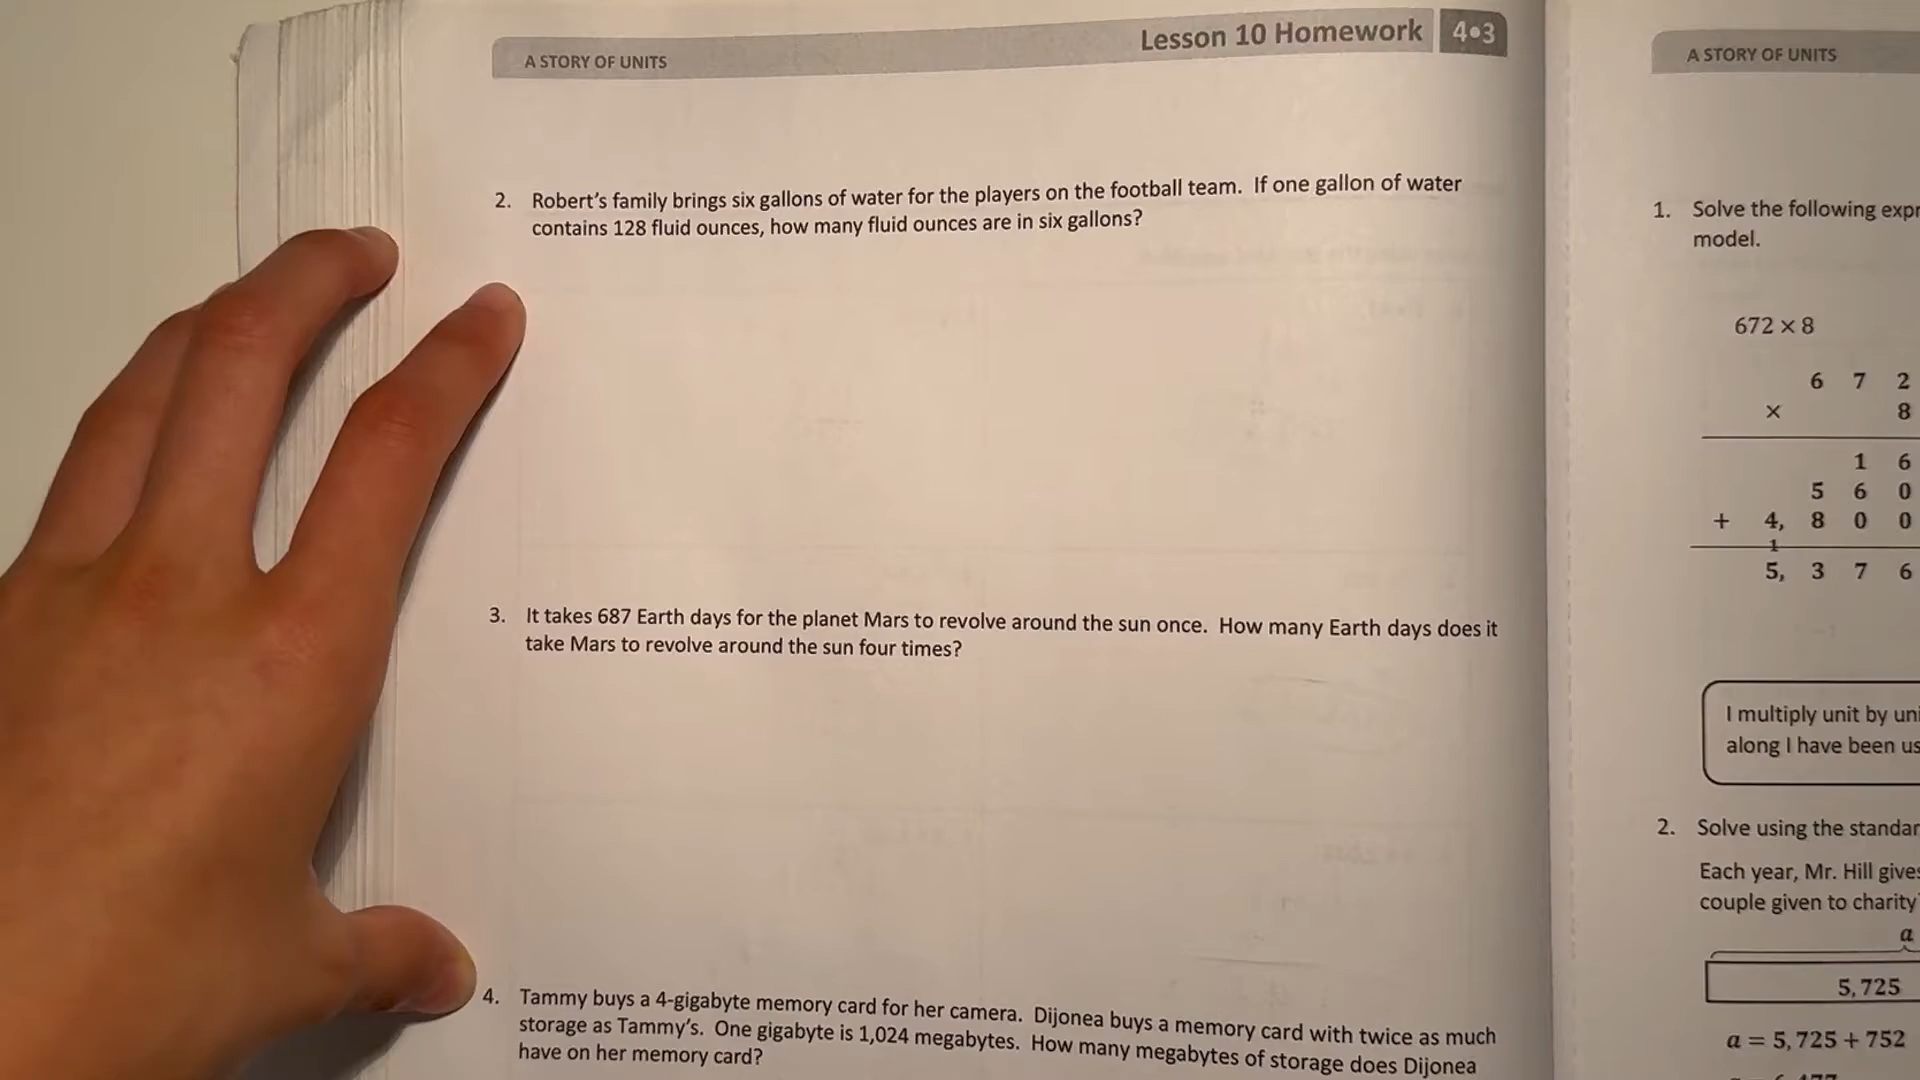 A STORY OF UNITS
Lesson 10 Homework 4•3
2. Robert's family brings six gallons of water for the players on the football team. If one gallon of water
contains 128 fluid ounces, how many fluid ounces are in six gallons?
3. It takes 687 Earth days for the planet Mars to revolve around the sun once. How many Earth days does it
take Mars to revolve around the sun four times?
4. Tammy buys a 4-gigabyte memory card for her camera. Dijonea buys a memory card with twice as much
storage as Tammy's. One gigabyte is 1,024 megabytes. How many megabytes of storage does Dijonea
have on her memory card?
A STORY OF UNITS
1. Solve the following expr
model.
672 × 8
6 7 2
× 8
1 6
5 6 0
+ 4, 8 0 0
1
5, 3 7 6
I multiply unit by uni
along I have been us
2. Solve using the standar
Each year, Mr. Hill gives
couple given to charity
a
5,725
a = 5,725 + 752